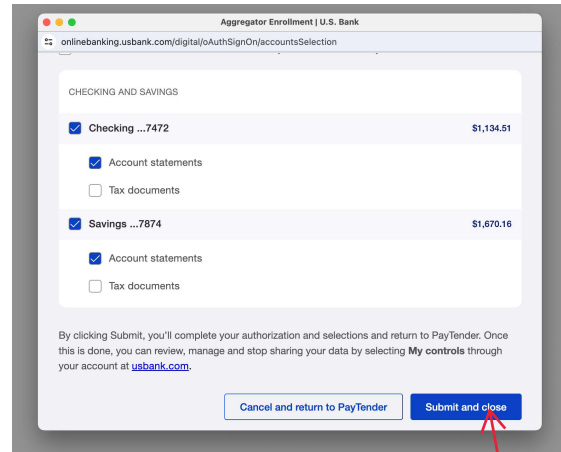 Aggregator Enrollment | U.S. Bank
onlinebanking.usbank.com/digital/oAuthSignOn/accountsSelection
CHECKING AND SAVINGS
Checking ...7472 $1,134.51
Account statements
Tax documents
Savings ...7874 $1,670.16
Account statements
Tax documents
By clicking Submit, you'll complete your authorization and selections and return to PayTender. Once
this is done, you can review, manage and stop sharing your data by selecting My controls through
your account at usbank.com.
Cancel and return to PayTender Submit and close